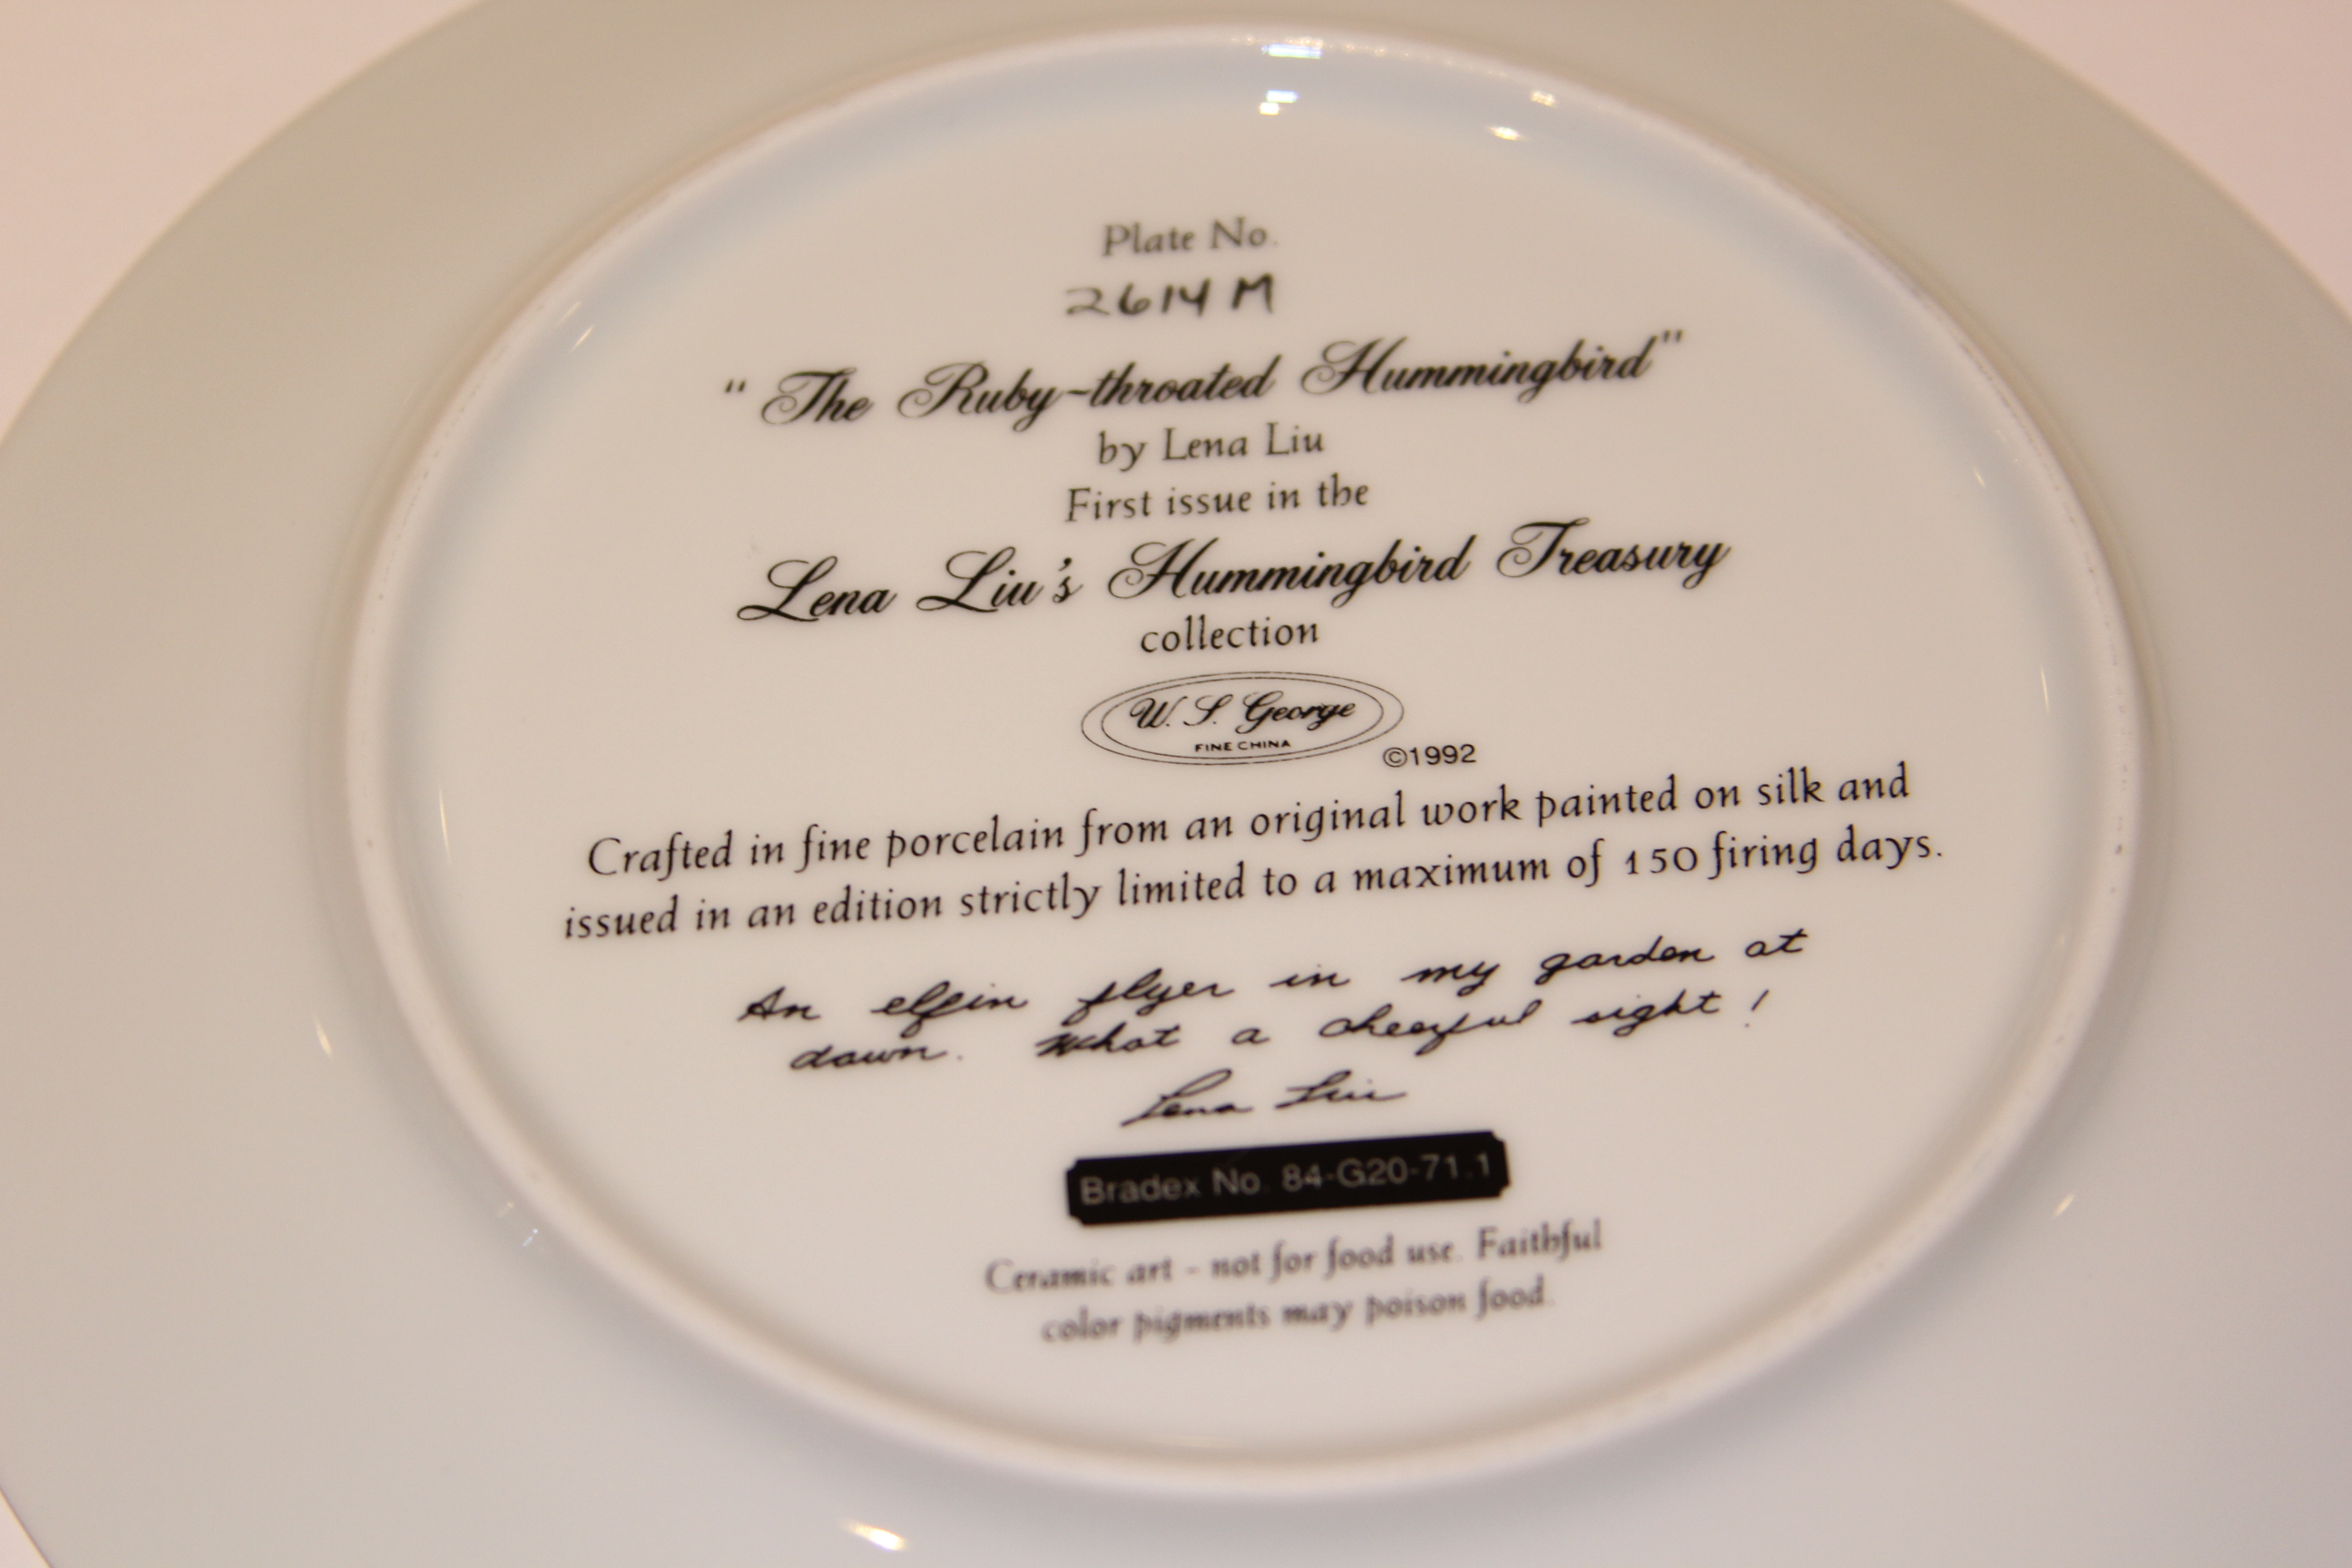 Plate No.
2614 M
"The Ruby-throated Hummingbird"
by Lena Liu
First issue in the
Lena Liu's Hummingbird Treasury
collection
W. S. George
FINE CHINA
©1992
Crafted in fine porcelain from an original work painted on silk and
issued in an edition strictly limited to a maximum of 150 firing days.
An elfin flyer in my garden at
dawn. What a cheerful sight!
Lena Liu
Bradex No. 84-G20-71.1
Ceramic art - not for food use. Faithful
color pigments may poison food.